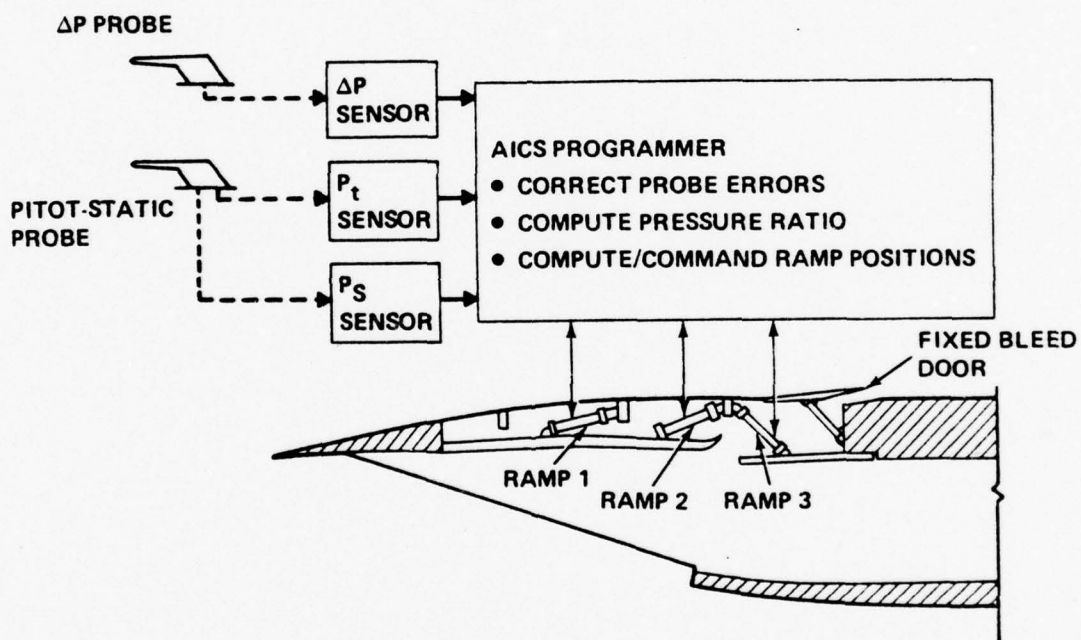 ΔP PROBE
ΔP
SENSOR
PITOT-STATIC
PROBE
Pt
SENSOR
PS
SENSOR
AICS PROGRAMMER
• CORRECT PROBE ERRORS
• COMPUTE PRESSURE RATIO
• COMPUTE/COMMAND RAMP POSITIONS
FIXED BLEED
DOOR
RAMP 1
RAMP 2
RAMP 3